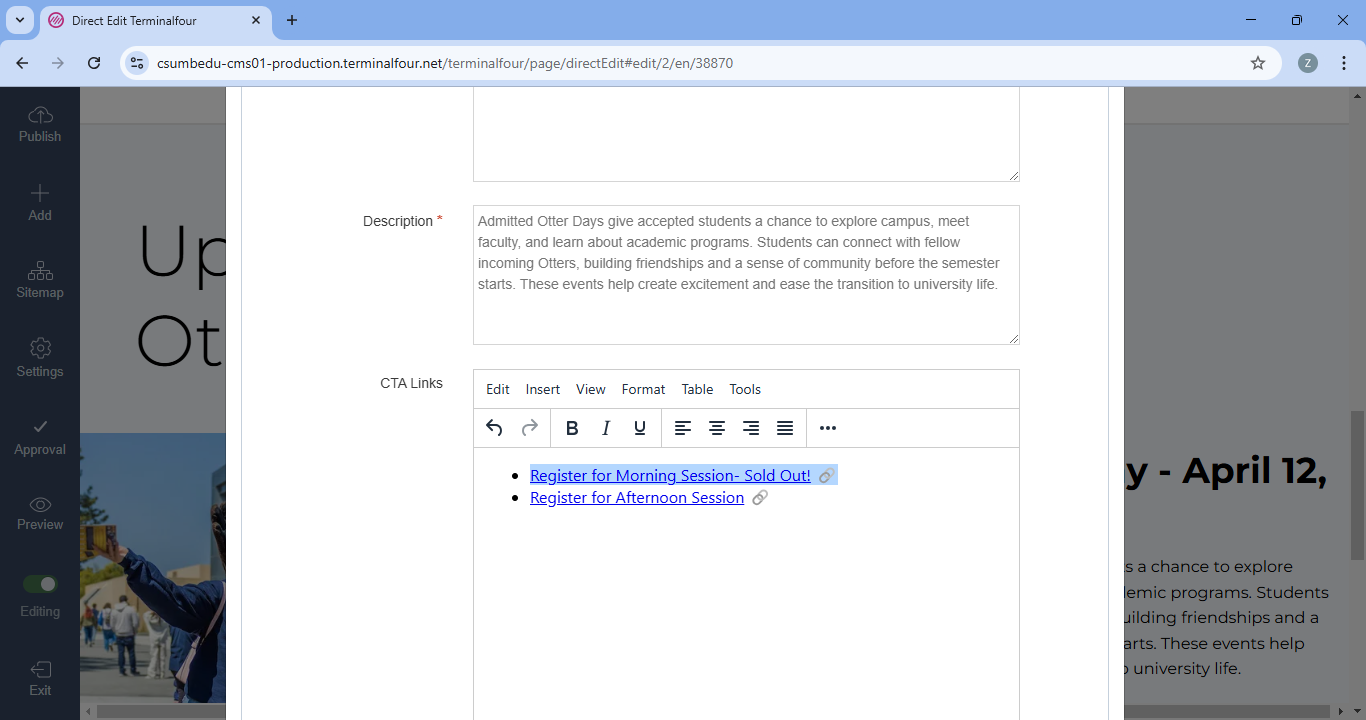 Direct Edit Terminalfour
csumbedu-cms01-production.terminalfour.net/terminalfour/page/directEdit#edit/2/en/38870
Z
Publish
Add
Sitemap
Settings
Approval
Preview
Editing
Exit
Up
Ot
Description *
Admitted Otter Days give accepted students a chance to explore campus, meet
faculty, and learn about academic programs. Students can connect with fellow
incoming Otters, building friendships and a sense of community before the semester
starts. These events help create excitement and ease the transition to university life.
CTA Links
Edit Insert View Format Table Tools
B I U
Register for Morning Session- Sold Out!
Register for Afternoon Session
y - April 12,
s a chance to explore
lemic programs. Students
uilding friendships and a
arts. These events help
university life.